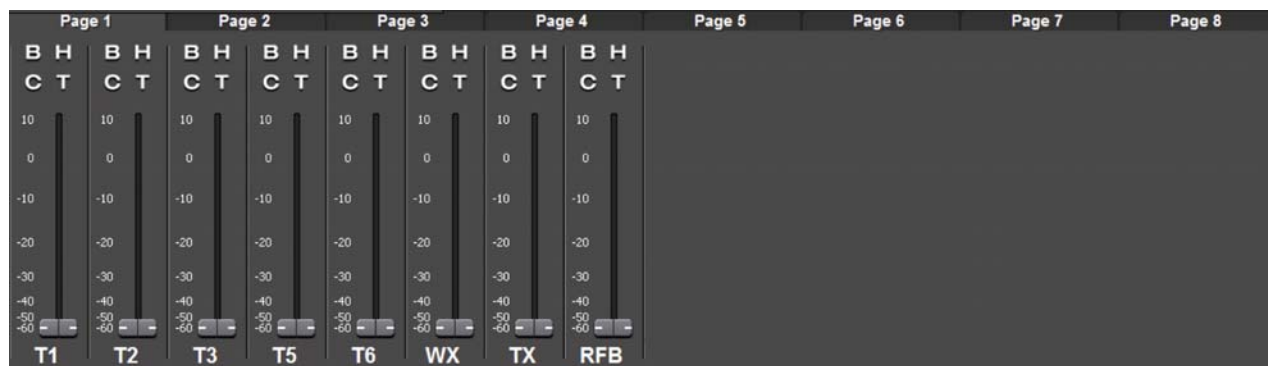 Page 1 Page 2 Page 3 Page 4 Page 5 Page 6 Page 7 Page 8
B H B H B H B H B H B H B H B H
C T C T C T C T C T C T C T C T
10 10 10 10 10 10 10 10
0 0 0 0 0 0 0 0
-10 -10 -10 -10 -10 -10 -10 -10
-20 -20 -20 -20 -20 -20 -20 -20
-30 -30 -30 -30 -30 -30 -30 -30
-40 -40 -40 -40 -40 -40 -40 -40
-50 -50 -50 -50 -50 -50 -50 -50
-60 -60 -60 -60 -60 -60 -60 -60
T1 T2 T3 T5 T6 WX TX RFB